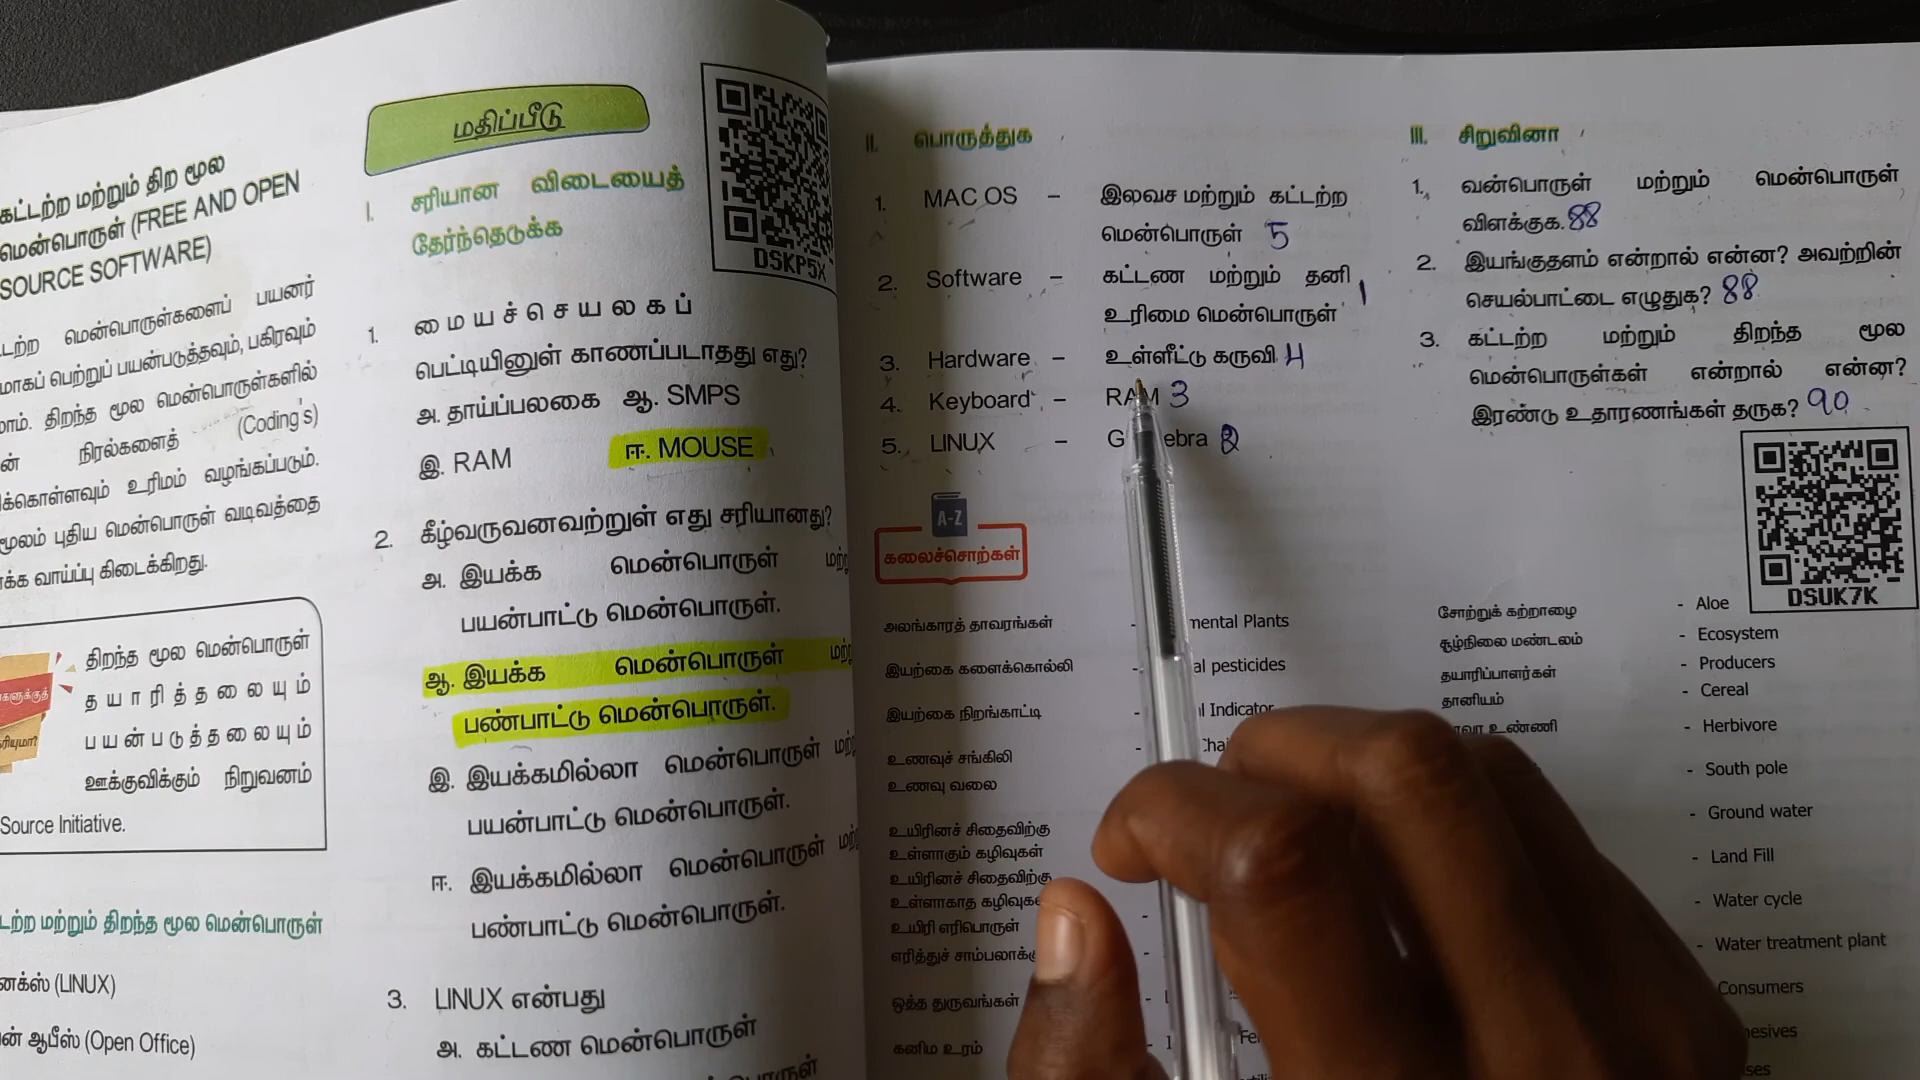 கட்டற்ற மற்றும் திற மூல
மென்பொருள் (FREE AND OPEN
SOURCE SOFTWARE)
மென்பொருள்களைப் பயனர்
பெற்றுப் பயன்படுத்தவும், பகிரவும்
திறந்த மூல மென்பொருள்களில்
நிரல்களைத் (Coding's)
உரிமம் வழங்கப்படும்.
மூலம் புதிய மென்பொருள் வடிவத்தை
வாய்ப்பு கிடைக்கிறது.
திறந்த மூல மென்பொருள்
தயாரித்தலையும்
பயன்படுத்தலையும்
ஊக்குவிக்கும் நிறுவனம்
Source Initiative.
மற்றும் திறந்த மூல மென்பொருள்
(LINUX)
ஆபீஸ் (Open Office)
மதிப்பீடு
DSKP5X
I. சரியான விடையைத்
தேர்ந்தெடுக்க
1. மையச்செயலகப்
பெட்டியினுள் காணப்படாதது எது?
அ. தாய்ப்பலகை ஆ. SMPS
இ. RAM ஈ. MOUSE
2. கீழ்வருவனவற்றுள் எது சரியானது?
அ. இயக்க மென்பொருள்
பயன்பாட்டு மென்பொருள்.
ஆ. இயக்க மென்பொருள்
பண்பாட்டு மென்பொருள்.
இ. இயக்கமில்லா மென்பொருள்
பயன்பாட்டு மென்பொருள்.
ஈ. இயக்கமில்லா மென்பொருள்
பண்பாட்டு மென்பொருள்.
3. LINUX என்பது
அ. கட்டண மென்பொருள்
II. பொருத்துக
1. MAC OS – இலவச மற்றும் கட்டற்ற
மென்பொருள் 5
2. Software – கட்டண மற்றும் தனி
உரிமை மென்பொருள் 1
3. Hardware – உள்ளீட்டு கருவி 4
4. Keyboard – RAM 3
5. LINUX – 2
A-Z
கலைச்சொற்கள்
அலங்காரத் தாவரங்கள் - Plants
இயற்கை களைக்கொல்லி - pesticides
இயற்கை நிறங்காட்டி - Indicator
உணவுச் சங்கிலி -
உணவு வலை
உயிரினச் சிதைவிற்கு
உள்ளாகும் கழிவுகள்
உயிரினச் சிதைவிற்கு
உள்ளாகாத
உயிரி எரிபொருள் -
எரித்துச் -
ஒத்த துருவங்கள் -
கனிம உரம் -
III. சிறுவினா
1. வன்பொருள் மற்றும் மென்பொருள்
விளக்குக. 88
2. இயங்குதளம் என்றால் என்ன? அவற்றின்
செயல்பாட்டை எழுதுக? 88
3. கட்டற்ற மற்றும் திறந்த மூல
மென்பொருள்கள் என்றால் என்ன?
இரண்டு உதாரணங்கள் தருக? 90
DSUK7K
சோற்றுக் கற்றாழை - Aloe
சூழ்நிலை மண்டலம் - Ecosystem
தயாரிப்பாளர்கள் - Producers
தானியம் - Cereal
உண்ணி - Herbivore
- South pole
- Ground water
- Land Fill
- Water cycle
- Water treatment plant
Consumers